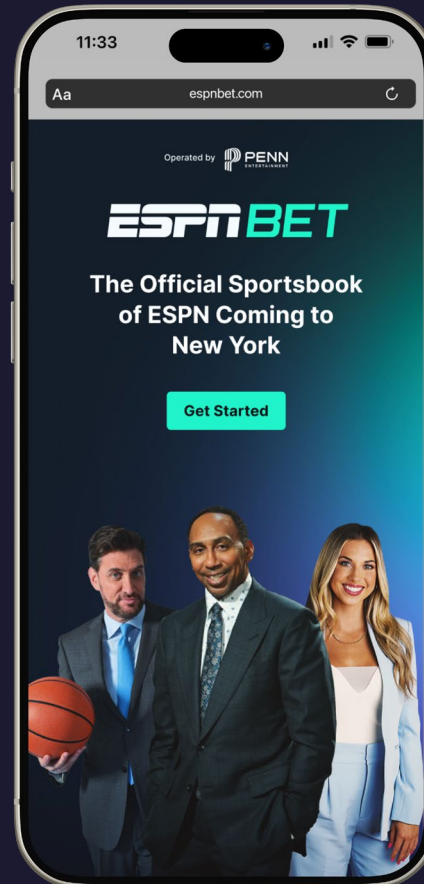 11:33
Aa espnbet.com
Operated by PENN
ENTERTAINMENT
ESPN BET
The Official Sportsbook
of ESPN Coming to
New York
Get Started